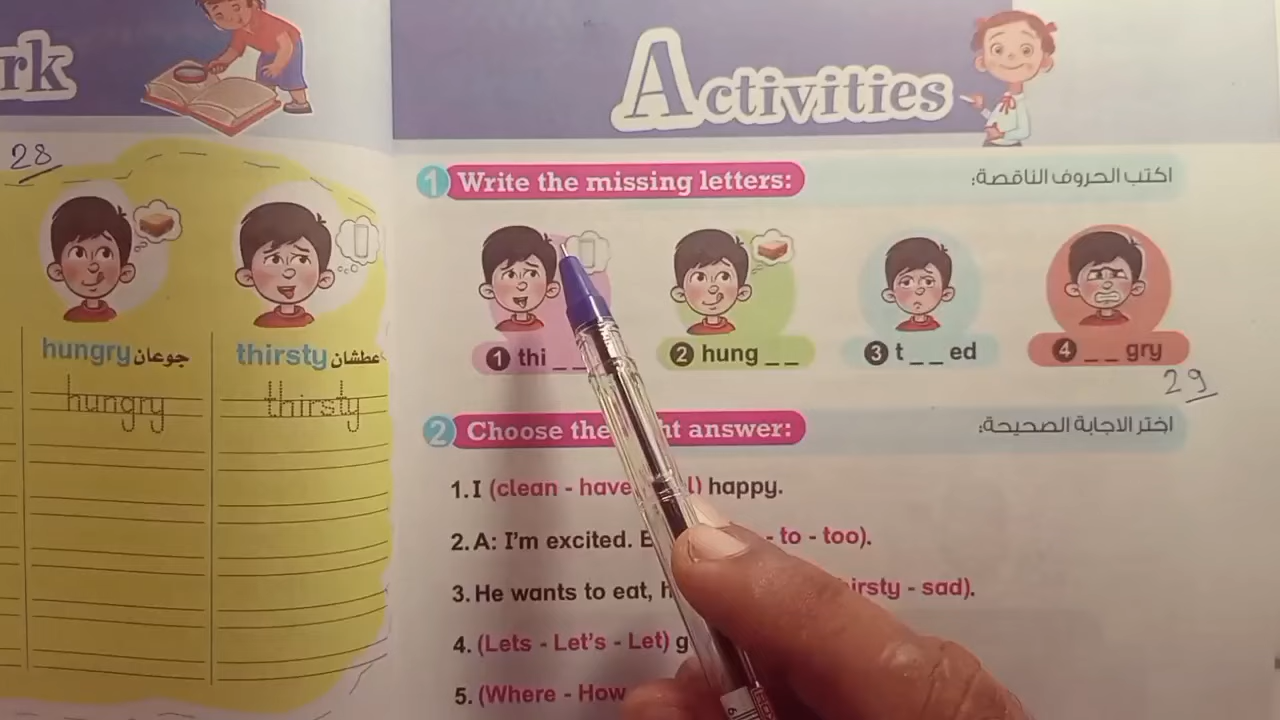 rk
28
hungry جوعان
thirsty عطشان
hungry
thirsty
Activities
1 Write the missing letters:
اكتب الحروف الناقصة:
1 thi _ _
2 hung _ _
3 t _ _ ed
4 _ _ gry
29
2 Choose the ht answer:
اختر الاجابة الصحيحة:
1. I (clean - have l) happy.
2. A: I'm excited. - to - too).
3. He wants to eat, - sad).
4. (Lets - Let's - Let) g
5. (Where - How